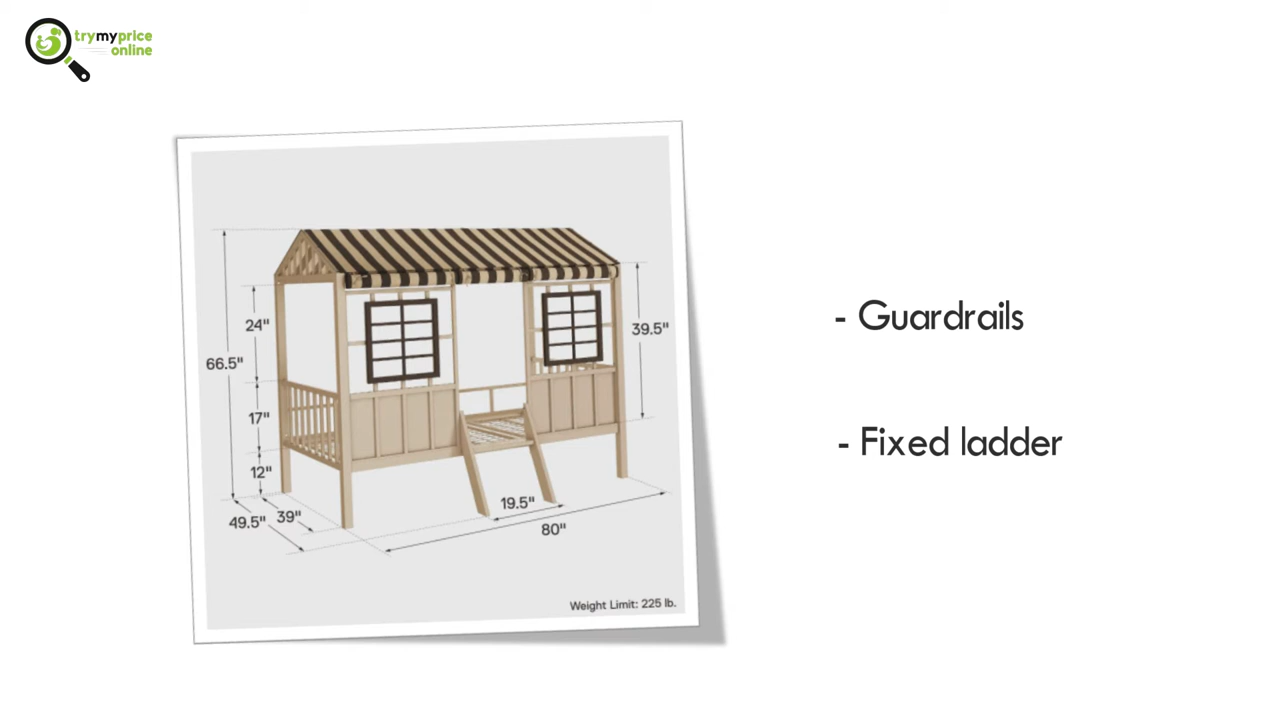 trymyprice
online
- Guardrails
- Fixed ladder
24"
39.5"
66.5"
17"
12"
49.5"
39"
19.5"
80"
Weight Limit: 225 lb.